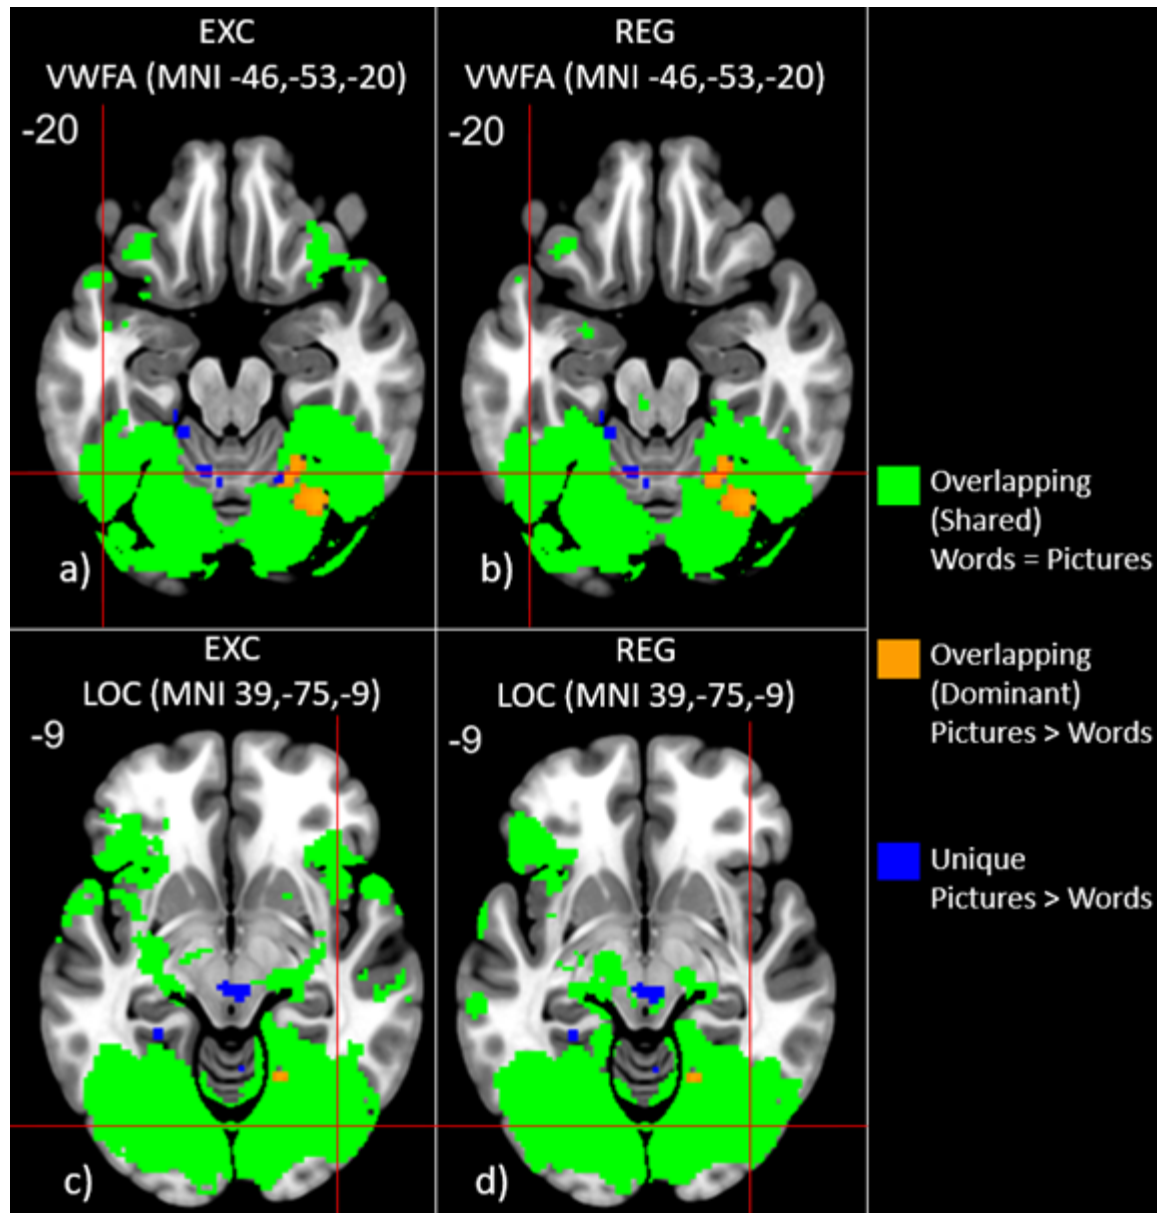 EXC
VWFA (MNI -46,-53,-20)
-20
a)
REG
VWFA (MNI -46,-53,-20)
-20
b)
EXC
LOC (MNI 39,-75,-9)
-9
c)
REG
LOC (MNI 39,-75,-9)
-9
d)
Overlapping
(Shared)
Words = Pictures
Overlapping
(Dominant)
Pictures > Words
Unique
Pictures > Words